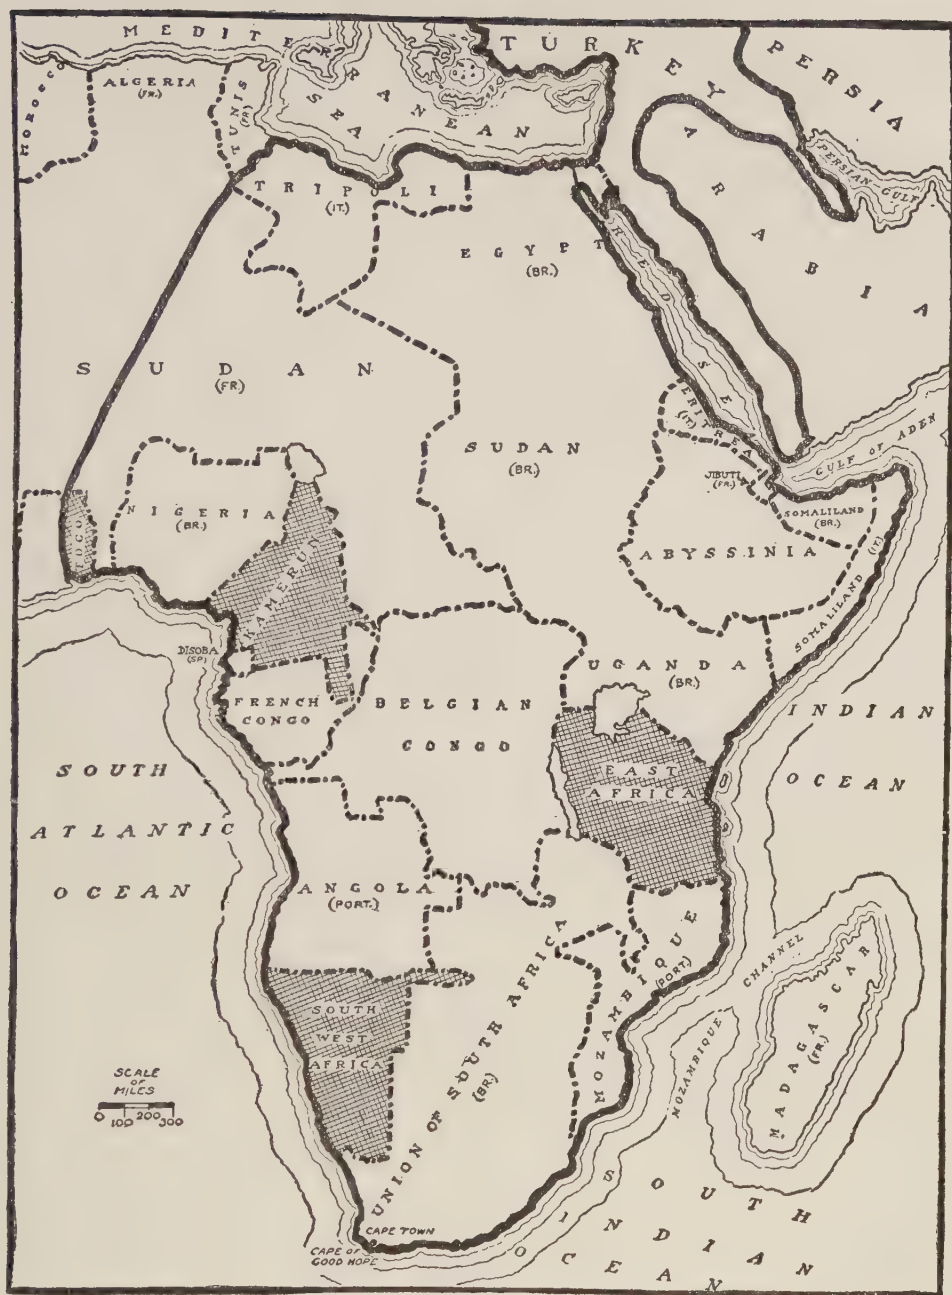 MEDITERRANEAN
SEA
TURKEY
PERSIA
MOROCCO
ALGERIA
(FR.)
TUNIS
(FR)
PERSIAN GULF
ARABIA
TRIPOLI
(IT.)
EGYPT
(BR.)
RED SEA
SUDAN
(FR)
ERITREA
(IT.)
SUDAN
(BR.)
GULF OF ADEN
JIBUTI
(FR.)
SOMALILAND
(BR.)
NIGERIA
(BR.)
TOGO
ABYSSINIA
SOMALILAND (IT.)
KAMERUN
DISOBA
(SP.)
UGANDA
(BR.)
FRENCH
CONGO
BELGIAN
CONGO
INDIAN
OCEAN
EAST
AFRICA
SOUTH
ATLANTIC
OCEAN
ANGOLA
(PORT.)
MOZAMBIQUE
(PORT.)
MOZAMBIQUE CHANNEL
MADAGASCAR
(FR.)
SOUTH
WEST
AFRICA
UNION OF SOUTH AFRICA
(BR.)
SCALE
OF
MILES
0 100 200 300
CAPE TOWN
CAPE OF
GOOD HOPE
SOUTH
INDIAN
OCEAN